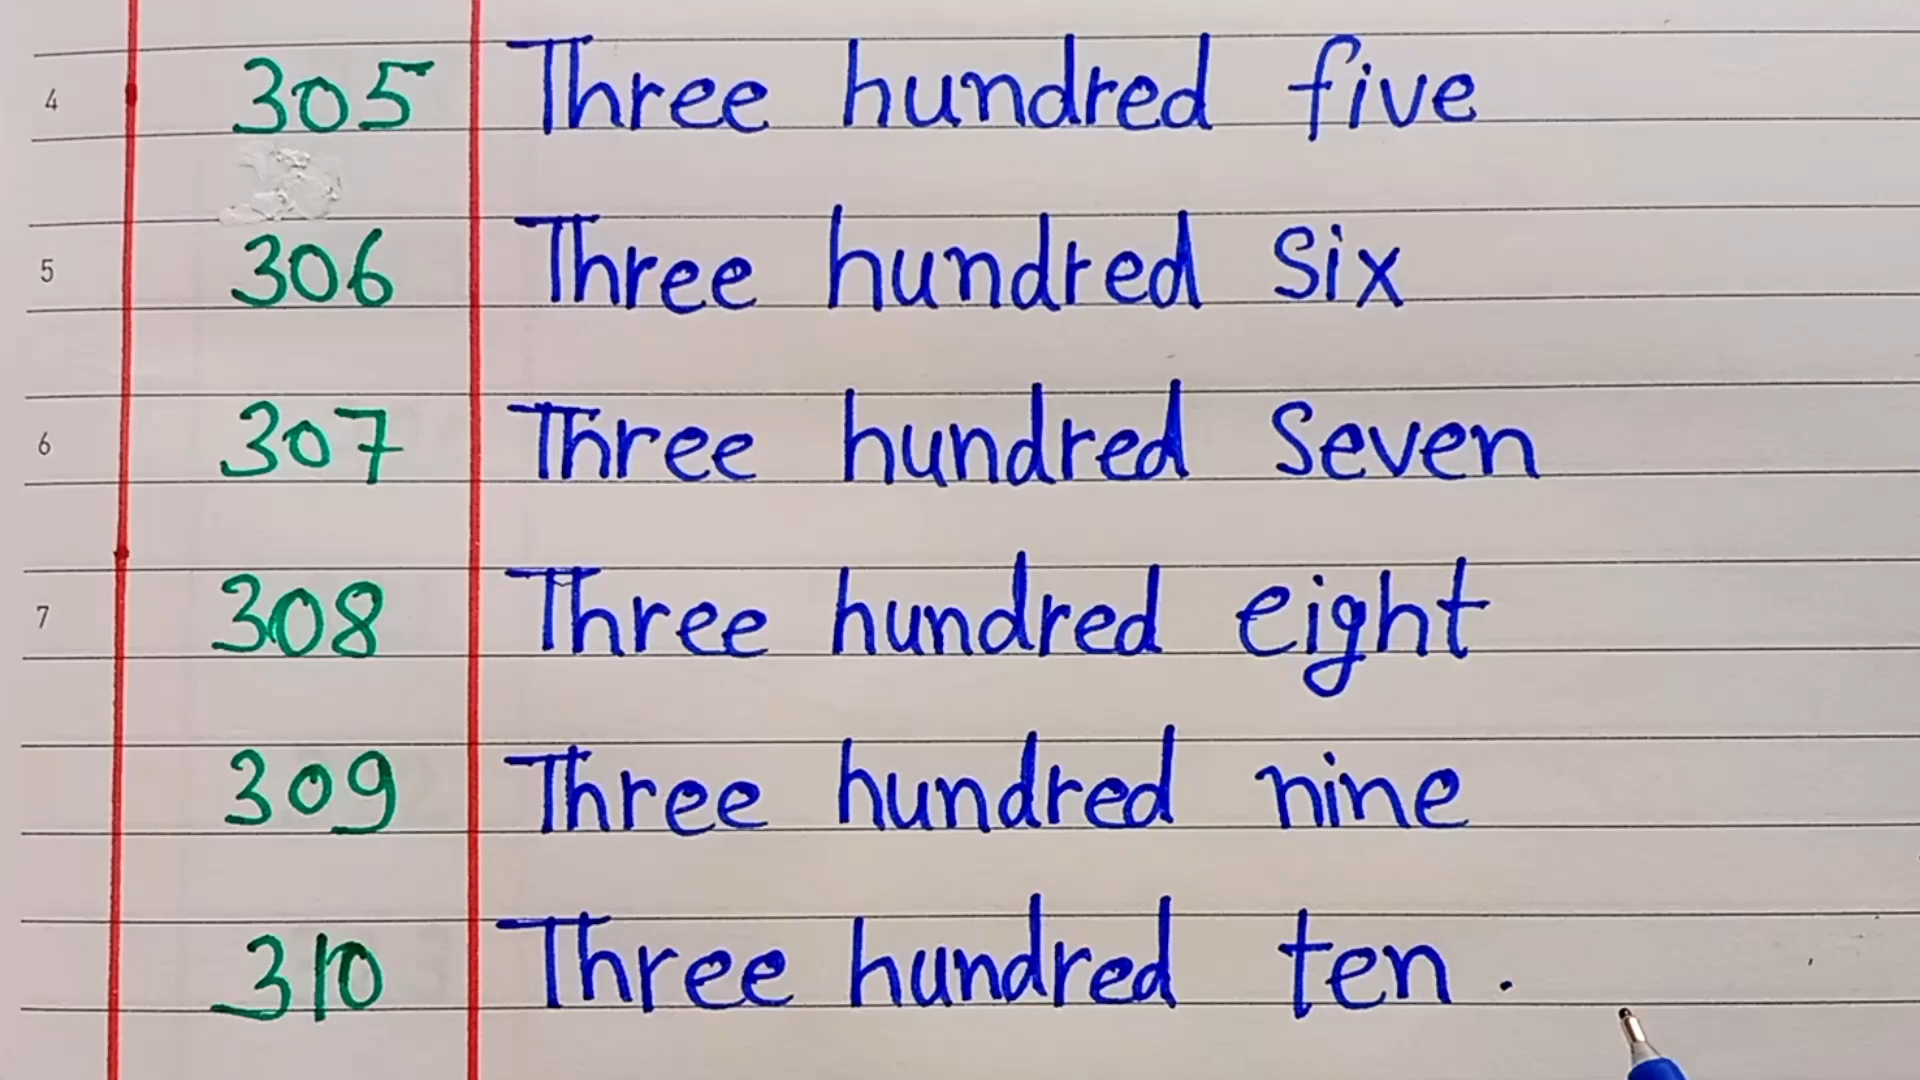 4 305 Three hundred five
5 306 Three hundred six
6 307 Three hundred seven
7 308 Three hundred eight
309 Three hundred nine
310 Three hundred ten.